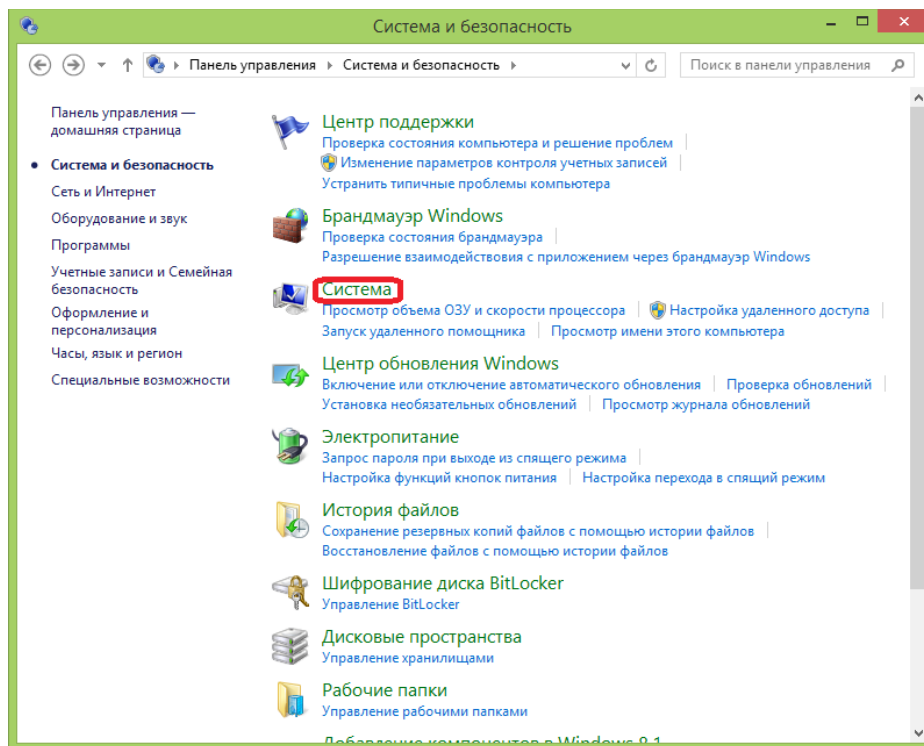 Система и безопасность
Панель управления Система и безопасность
Поиск в панели управления
Панель управления —
домашняя страница
Система и безопасность
Сеть и Интернет
Оборудование и звук
Программы
Учетные записи и Семейная
безопасность
Оформление и
персонализация
Часы, язык и регион
Специальные возможности
Центр поддержки
Проверка состояния компьютера и решение проблем
Изменение параметров контроля учетных записей
Устранить типичные проблемы компьютера
Брандмауэр Windows
Проверка состояния брандмауэра
Разрешение взаимодействовия с приложением через брандмауэр Windows
Система
Просмотр объема ОЗУ и скорости процессора Настройка удаленного доступа
Запуск удаленного помощника Просмотр имени этого компьютера
Центр обновления Windows
Включение или отключение автоматического обновления Проверка обновлений
Установка необязательных обновлений Просмотр журнала обновлений
Электропитание
Запрос пароля при выходе из спящего режима
Настройка функций кнопок питания Настройка перехода в спящий режим
История файлов
Сохранение резервных копий файлов с помощью истории файлов
Восстановление файлов с помощью истории файлов
Шифрование диска BitLocker
Управление BitLocker
Дисковые пространства
Управление хранилищами
Рабочие папки
Управление рабочими папками
Добавление компонентов в Windows 8.1